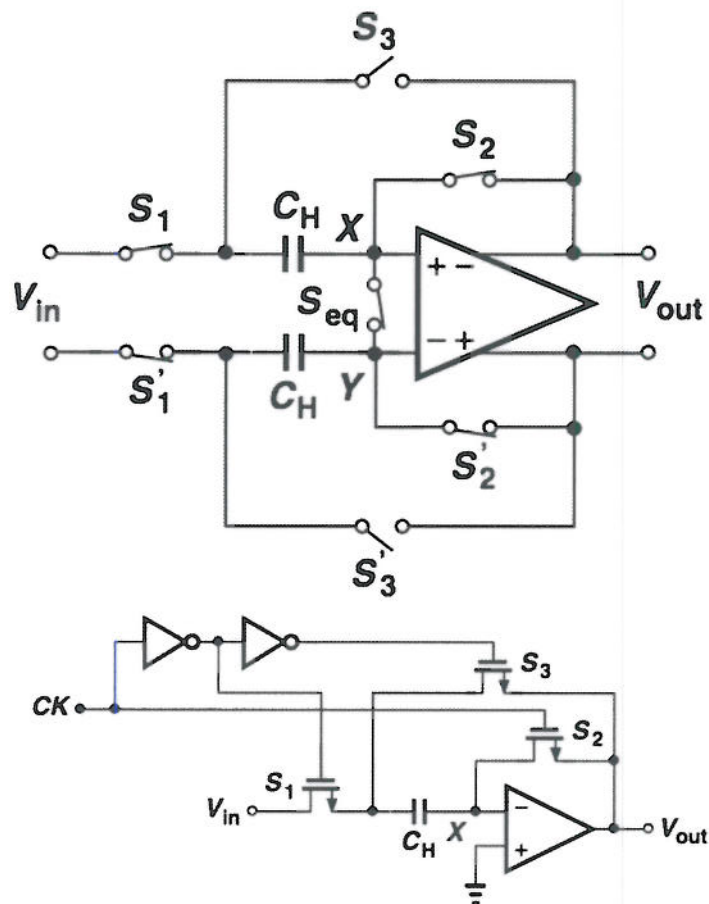 S3
S2
S1 CH X
+ −
Vin Seq Vout
− +
S'1 CH Y
S'2
S'3
S3
CK S2
S1
Vin CH X − Vout
+